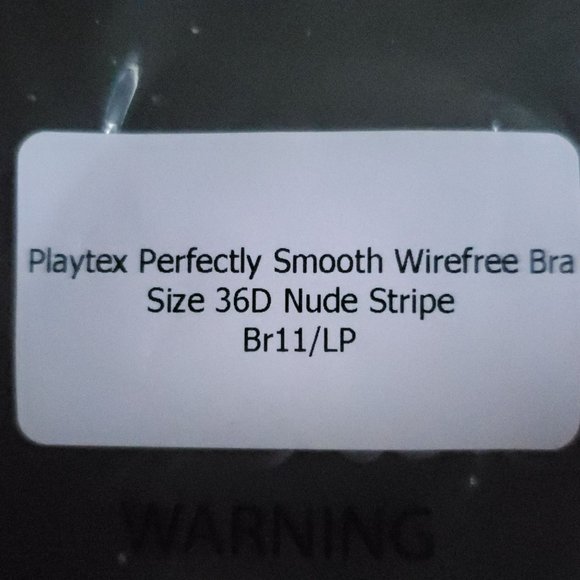 Playtex Perfectly Smooth Wirefree Bra
Size 36D Nude Stripe
Br11/LP
WARNING